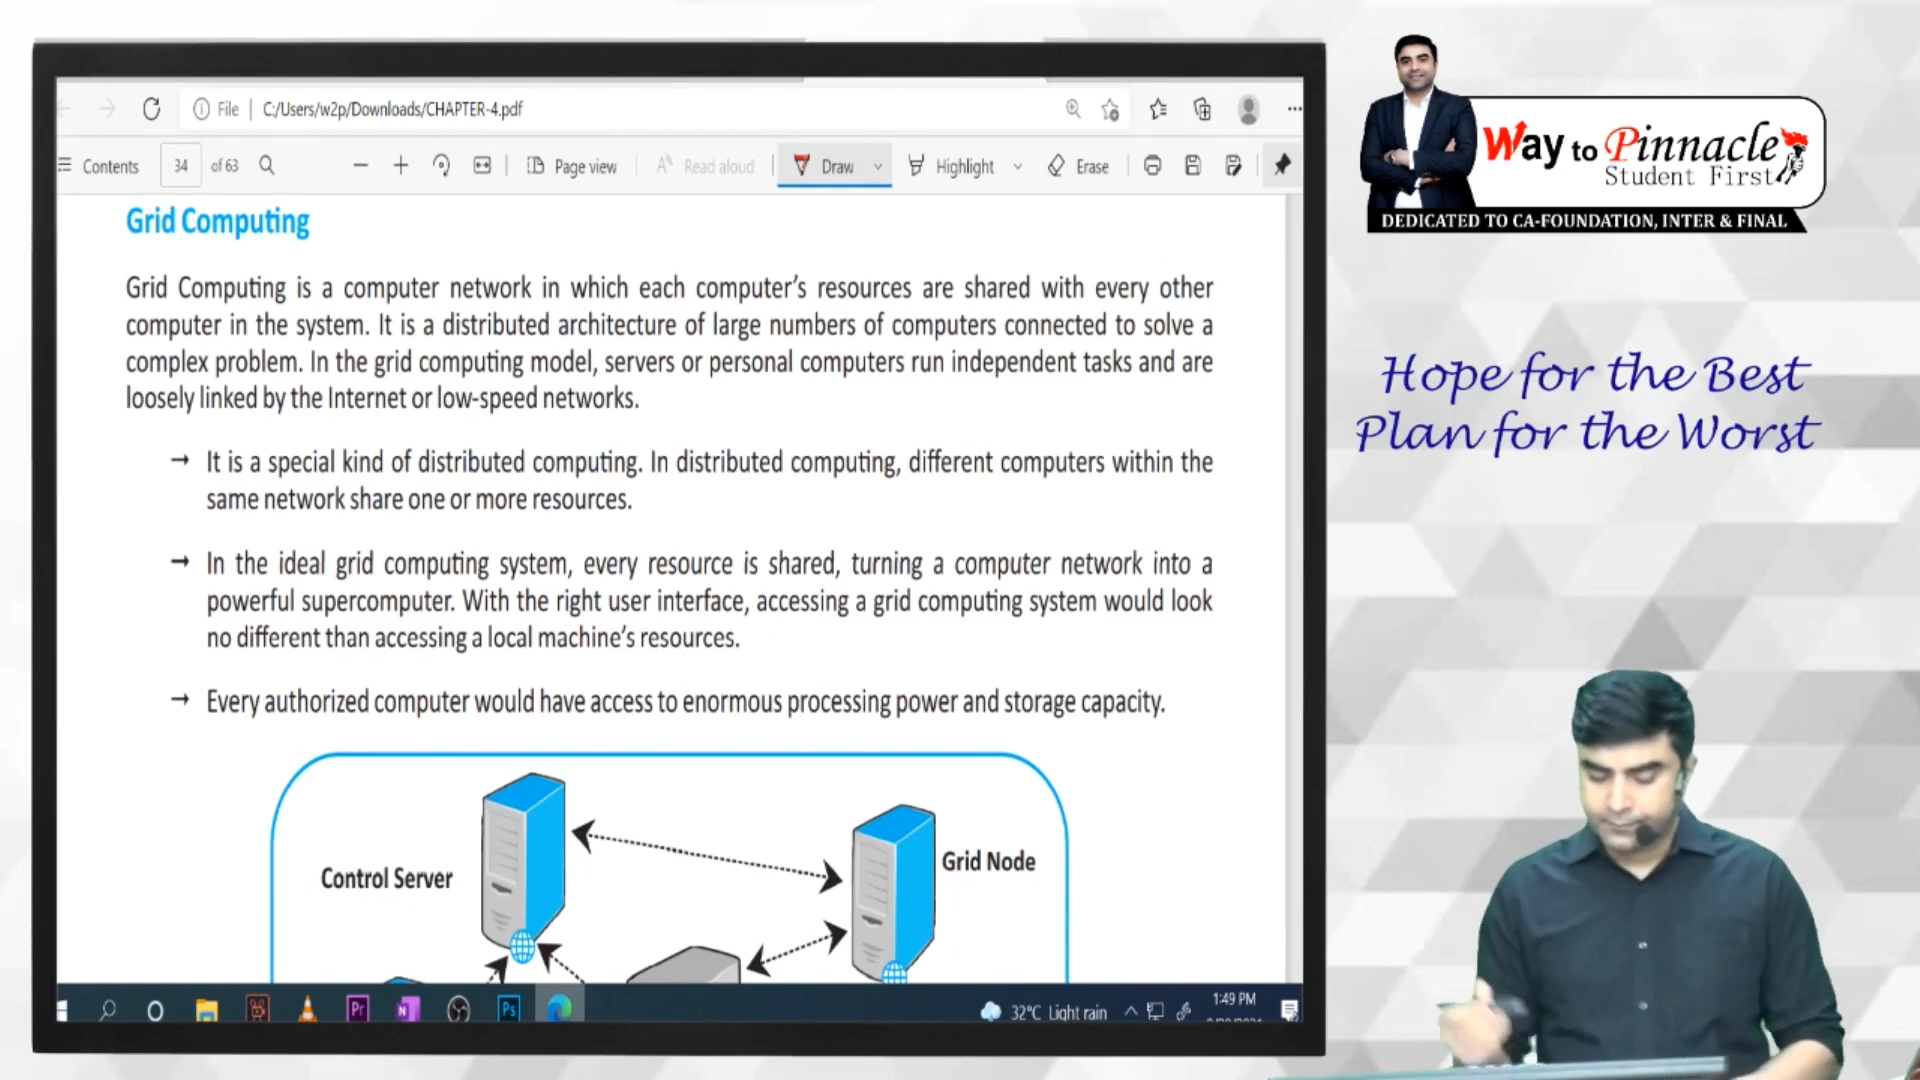 File
C:/Users/w2p/Downloads/CHAPTER-4.pdf
Contents
34
of 63
Page view
Read aloud
Draw
Highlight
Erase
Grid Computing
Grid Computing is a computer network in which each computer's resources are shared with every other
computer in the system. It is a distributed architecture of large numbers of computers connected to solve a
complex problem. In the grid computing model, servers or personal computers run independent tasks and are
loosely linked by the Internet or low-speed networks.
→ It is a special kind of distributed computing. In distributed computing, different computers within the
same network share one or more resources.
→ In the ideal grid computing system, every resource is shared, turning a computer network into a
powerful supercomputer. With the right user interface, accessing a grid computing system would look
no different than accessing a local machine's resources.
→ Every authorized computer would have access to enormous processing power and storage capacity.
Control Server
Grid Node
Pr
N
Ps
32°C Light rain
1:49 PM
Way to Pinnacle
Student First
DEDICATED TO CA-FOUNDATION, INTER & FINAL
Hope for the Best
Plan for the Worst